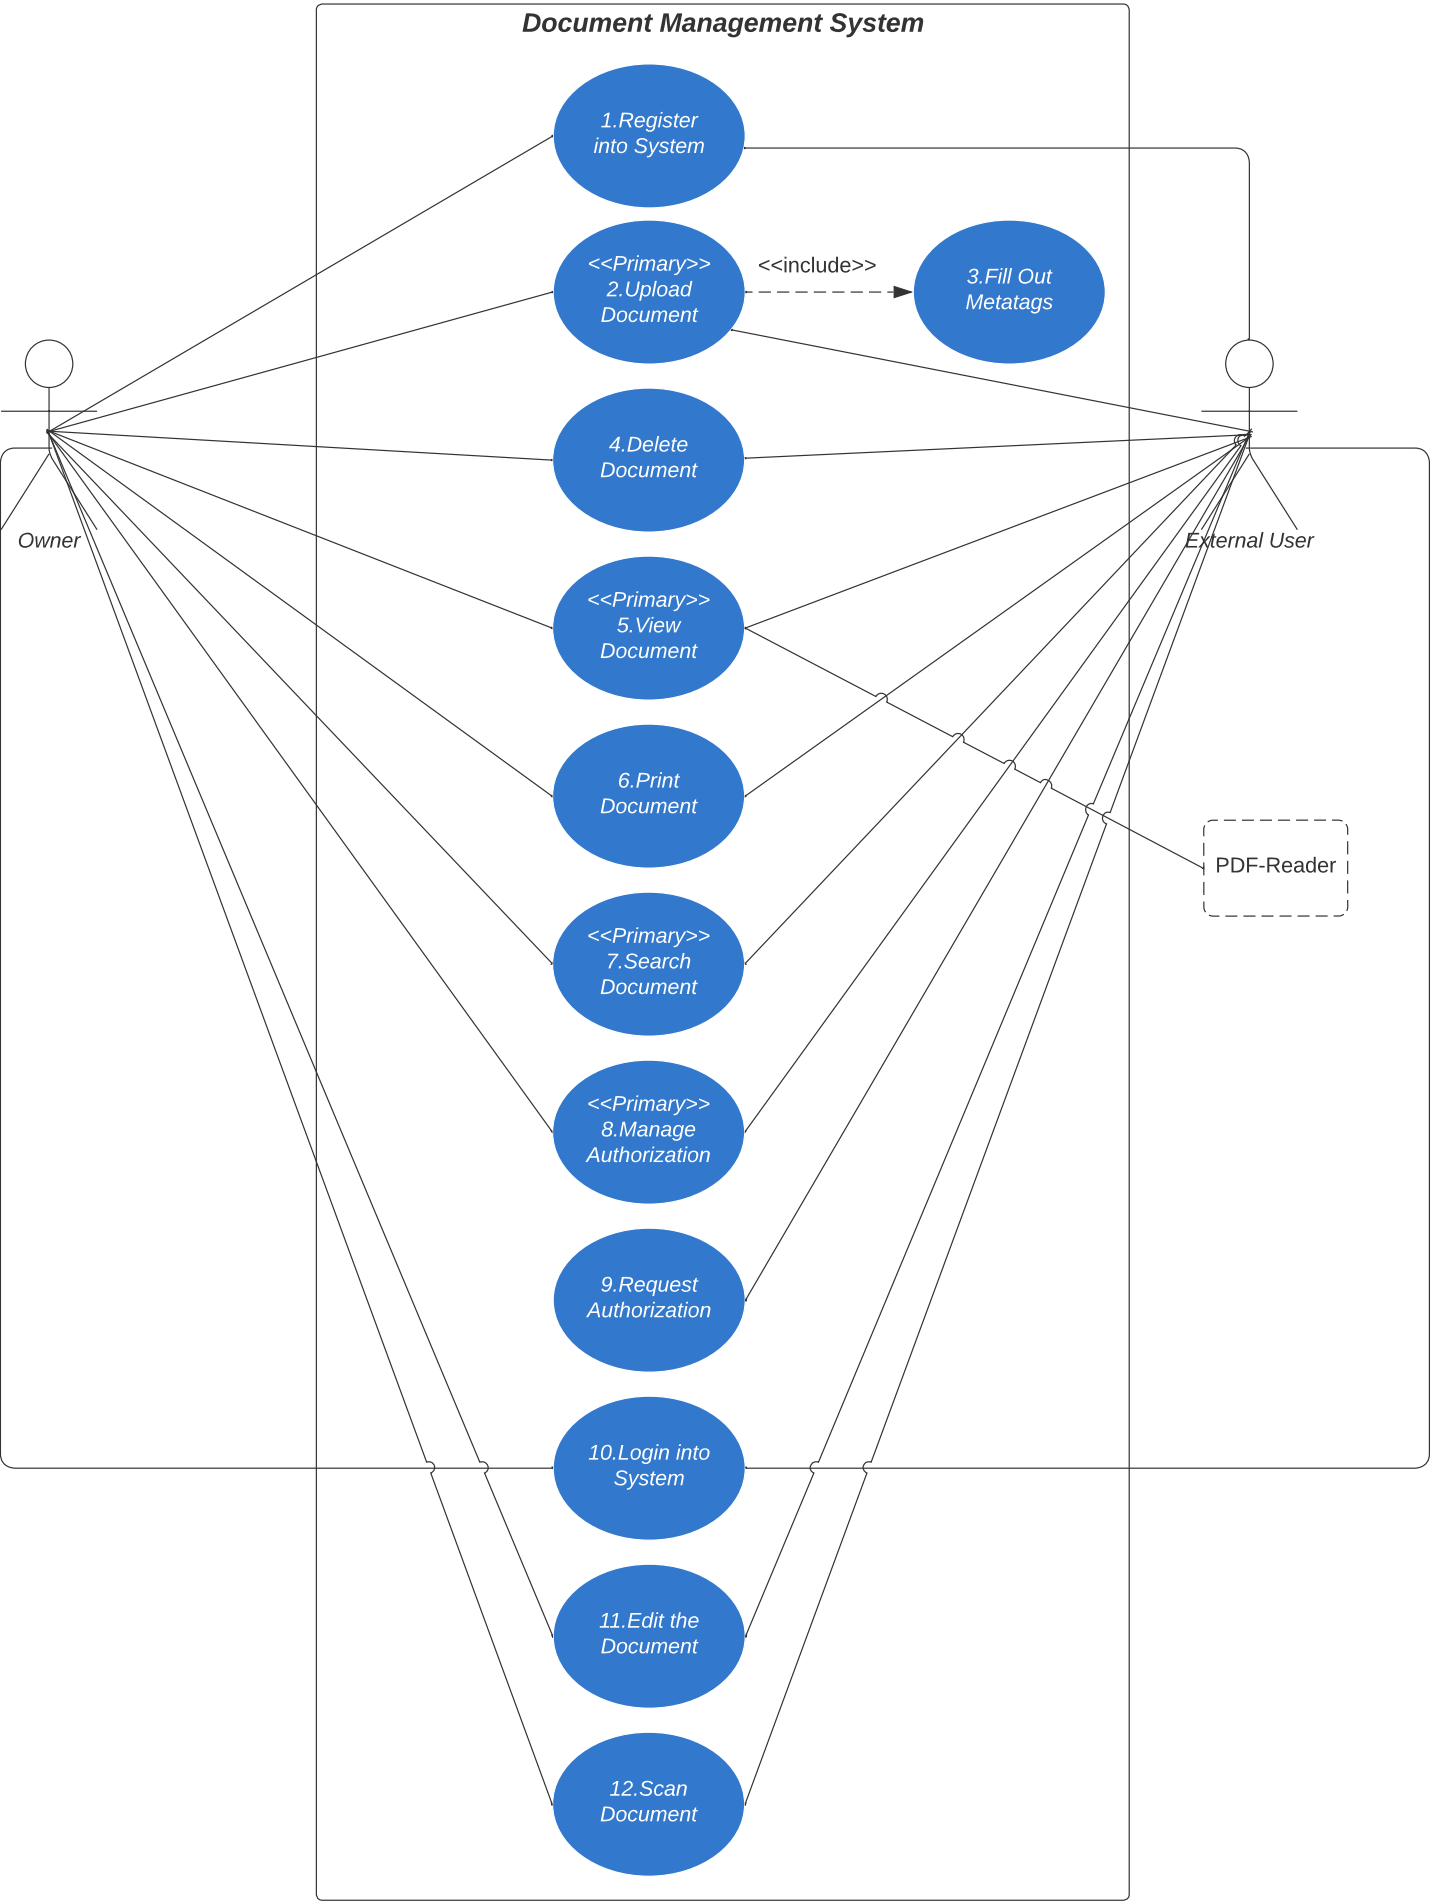 Document Management System
1.Register
into System
<<Primary>>
2.Upload
Document
<<include>>
3.Fill Out
Metatags
4.Delete
Document
Owner
External User
<<Primary>>
5.View
Document
6.Print
Document
PDF-Reader
<<Primary>>
7.Search
Document
<<Primary>>
8.Manage
Authorization
9.Request
Authorization
10.Login into
System
11.Edit the
Document
12.Scan
Document